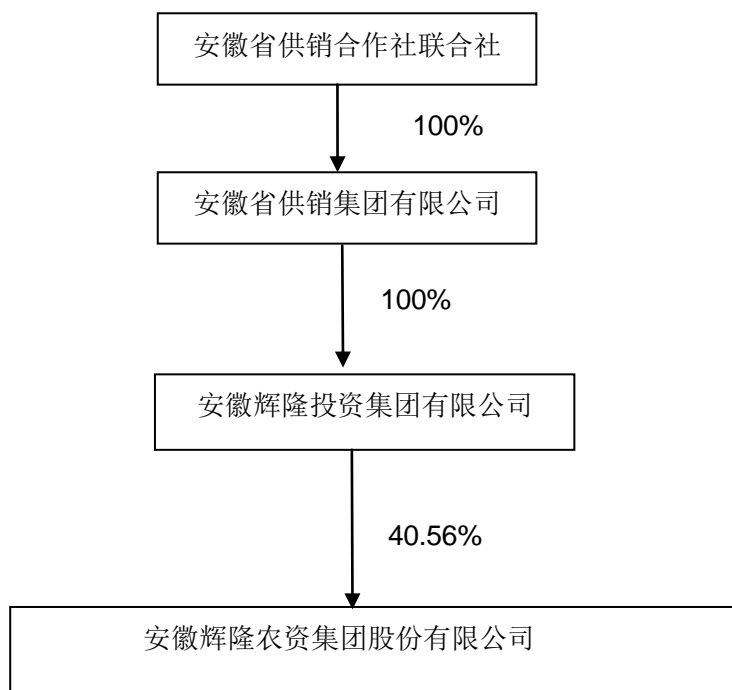 安徽省供销合作社联合社
100%
安徽省供销集团有限公司
100%
安徽辉隆投资集团有限公司
40.56%
安徽辉隆农资集团股份有限公司